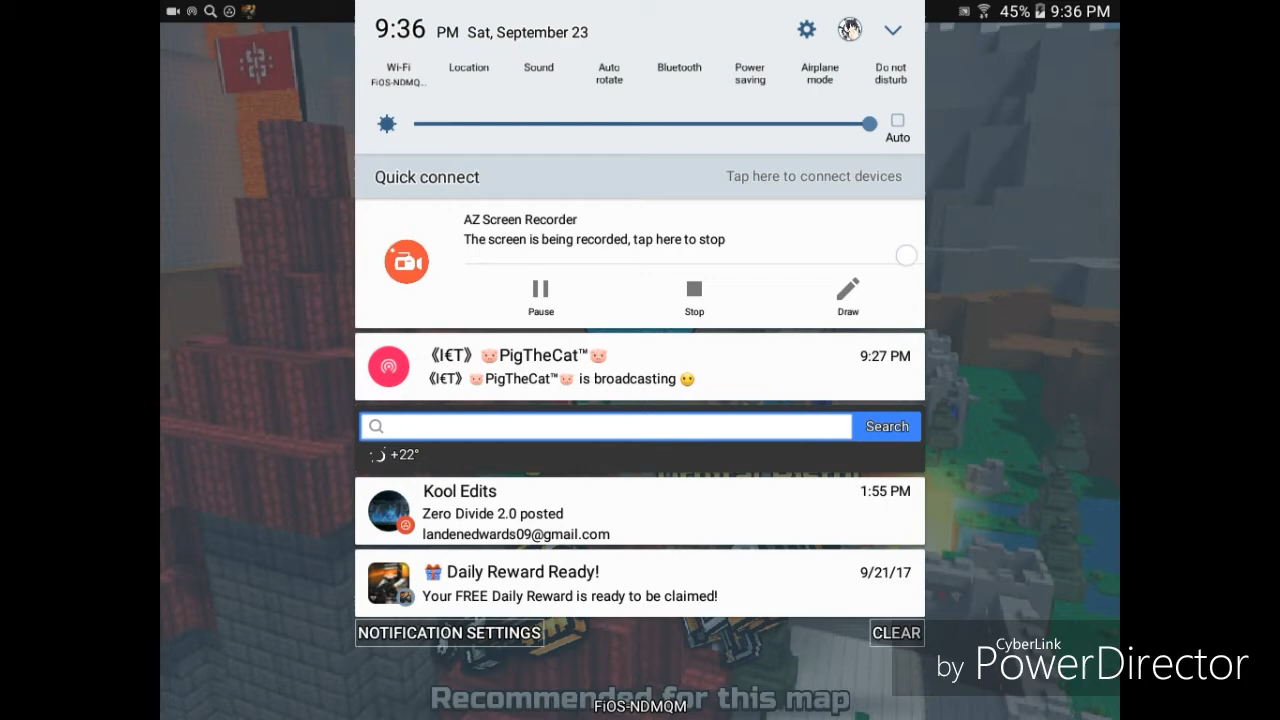 45% 9:36 PM
9:36 PM Sat, September 23
Wi-Fi Location Sound Auto rotate Bluetooth Power saving Airplane mode Do not disturb
FiOS-NDMQ...
Auto
Quick connect Tap here to connect devices
AZ Screen Recorder
The screen is being recorded, tap here to stop
Pause Stop Draw
《I€T》 🐷PigTheCat™🐷 9:27 PM
《I€T》 🐷PigTheCat™🐷 is broadcasting 😶
Search
+22°
Kool Edits 1:55 PM
Zero Divide 2.0 posted
landenedwards09@gmail.com
🎁 Daily Reward Ready! 9/21/17
Your FREE Daily Reward is ready to be claimed!
NOTIFICATION SETTINGS CLEAR
Recommended for this map
FiOS-NDMQM
CyberLink
by PowerDirector